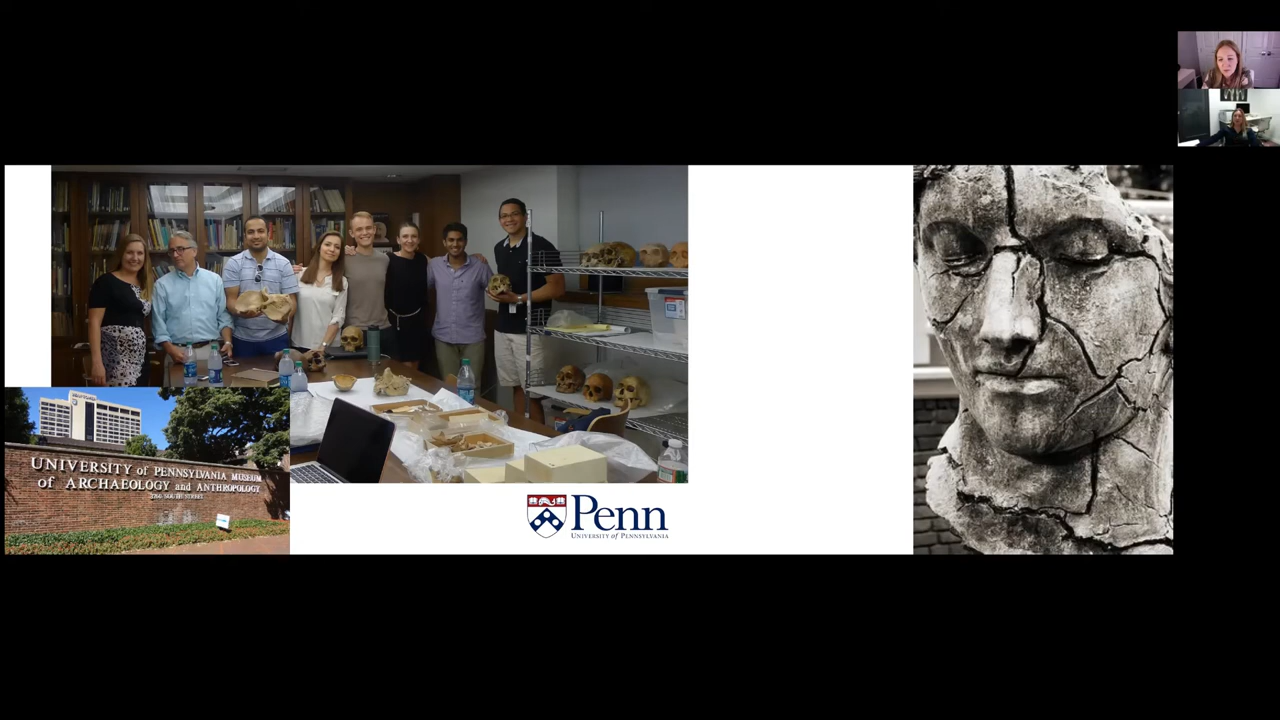 UNIVERSITY of PENNSYLVANIA MUSEUM
of ARCHAEOLOGY and ANTHROPOLOGY
Penn
UNIVERSITY of PENNSYLVANIA